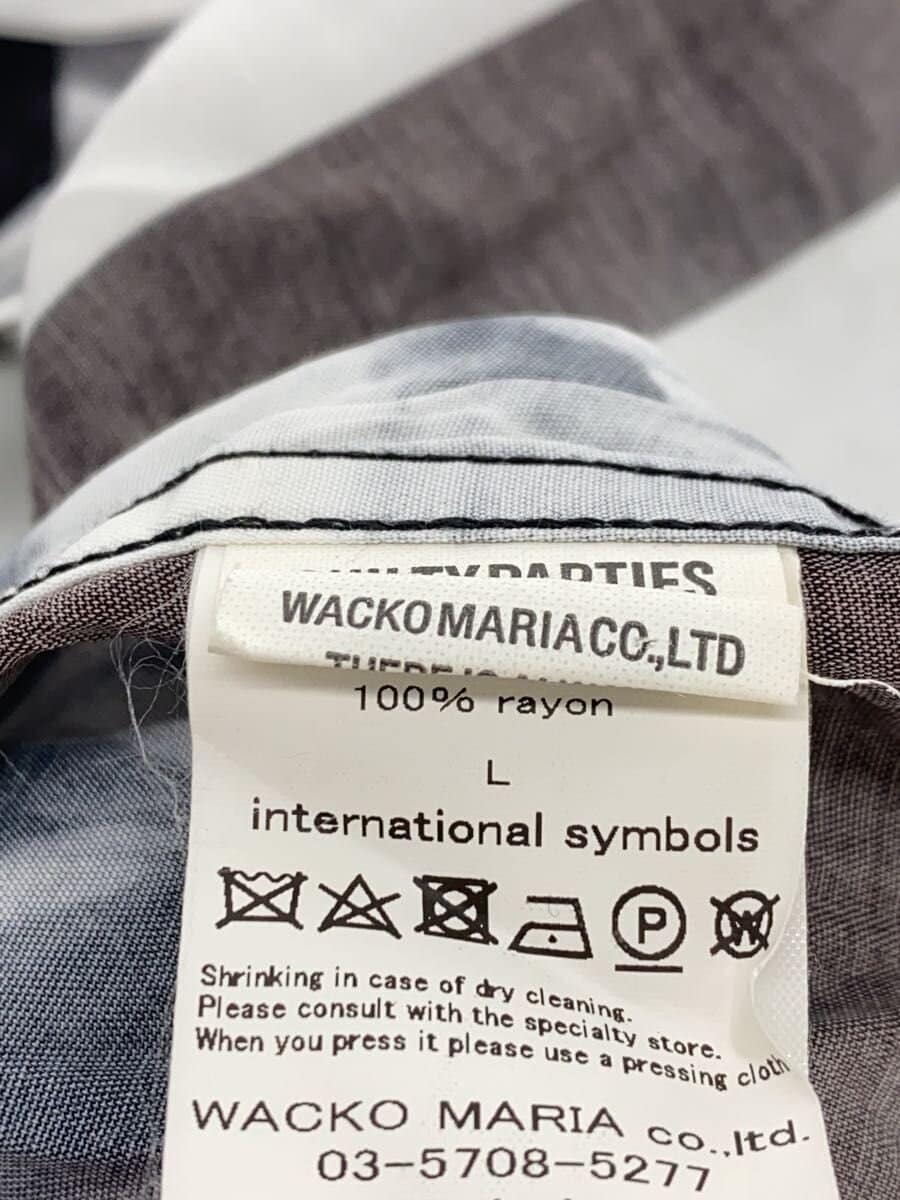 PARTIES
WACKO MARIA CO.,LTD
100% rayon
L
international symbols
P
W
Shrinking in case of dry cleaning.
Please consult with the specialty store.
When you press it please use a pressing cloth
WACKO MARIA co.,ltd.
03-5708-5277